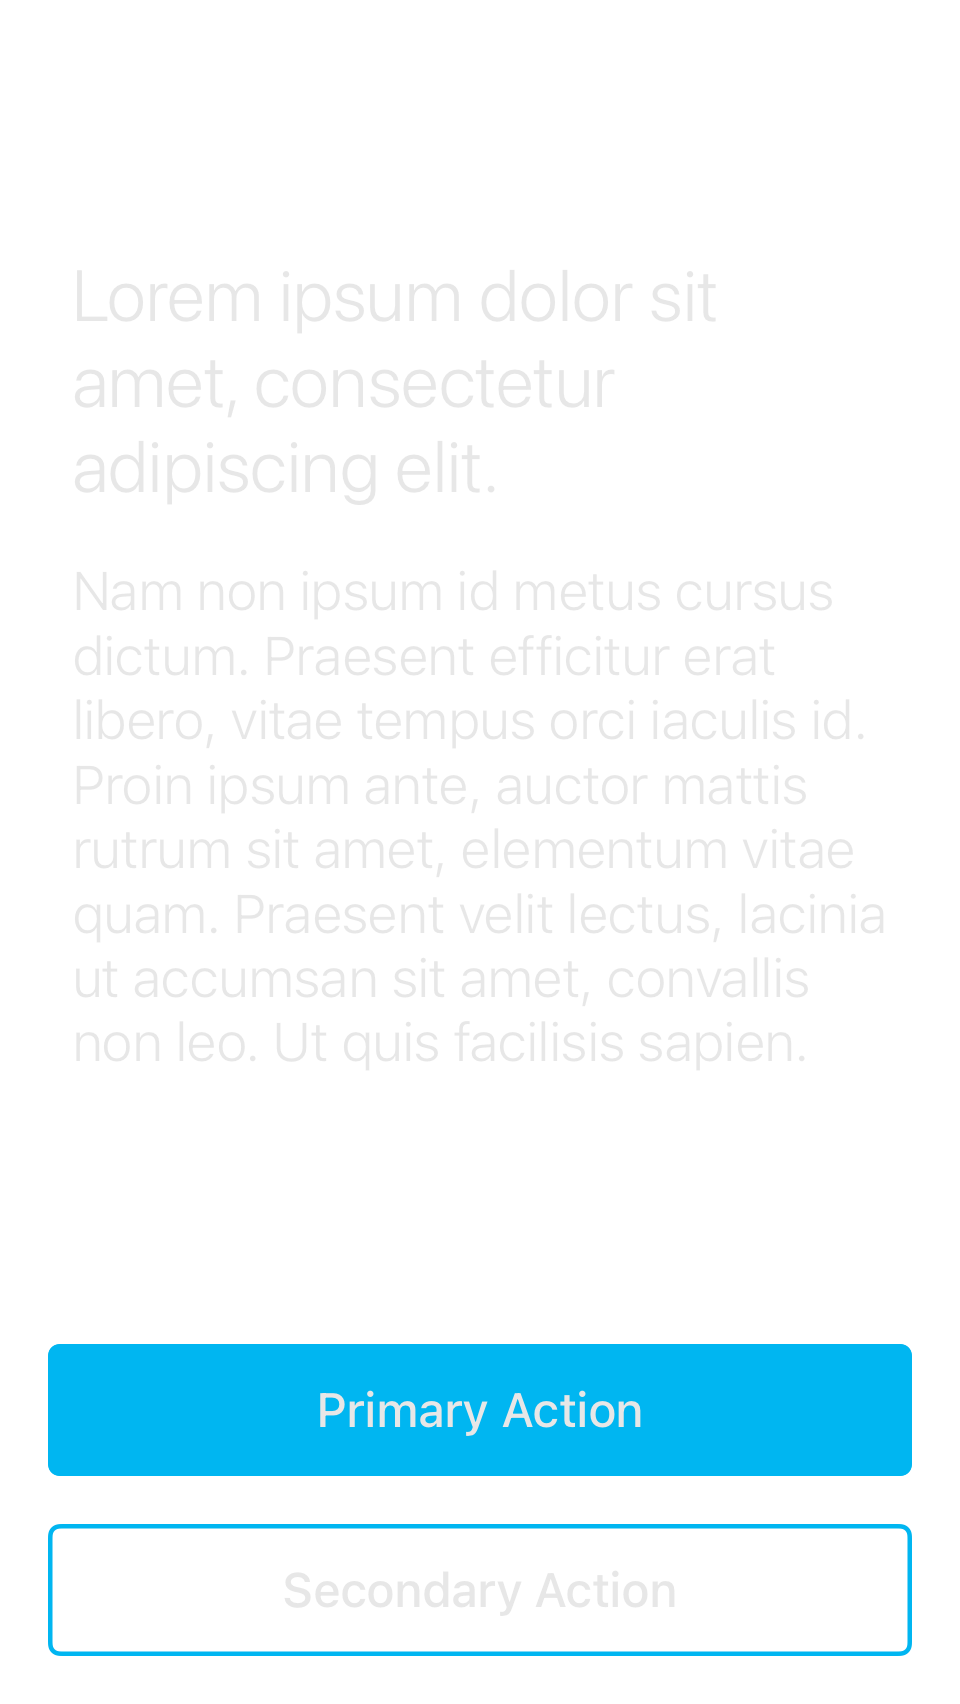 Lorem ipsum dolor sit
amet, consectetur
adipiscing elit.
Nam non ipsum id metus cursus
dictum. Praesent efficitur erat
libero, vitae tempus orci iaculis id.
Proin ipsum ante, auctor mattis
rutrum sit amet, elementum vitae
quam. Praesent velit lectus, lacinia
ut accumsan sit amet, convallis
non leo. Ut quis facilisis sapien.
Primary Action
Secondary Action